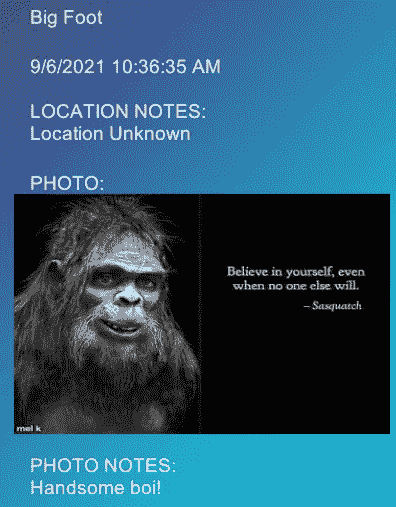 Big Foot
9/6/2021 10:36:35 AM
LOCATION NOTES:
Location Unknown
PHOTO:
Believe in yourself, even
when no one else will.
– Sasquatch
mel k
PHOTO NOTES:
Handsome boi!